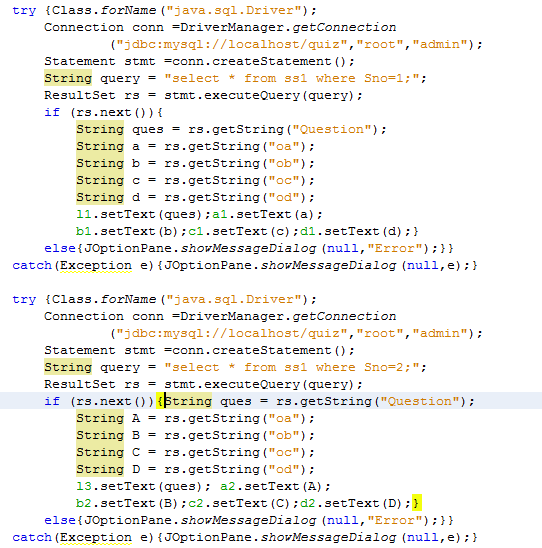 try {Class.forName("java.sql.Driver");
    Connection conn =DriverManager.getConnection
            ("jdbc:mysql://localhost/quiz","root","admin");
    Statement stmt =conn.createStatement();
    String query = "select * from ss1 where Sno=1;";
    ResultSet rs = stmt.executeQuery(query);
    if (rs.next()){
        String ques = rs.getString("Question");
        String a = rs.getString("oa");
        String b = rs.getString("ob");
        String c = rs.getString("oc");
        String d = rs.getString("od");
        l1.setText(ques);a1.setText(a);
        b1.setText(b);c1.setText(c);d1.setText(d);}
    else{JOptionPane.showMessageDialog(null,"Error");}}
catch(Exception e){JOptionPane.showMessageDialog(null,e);}

try {Class.forName("java.sql.Driver");
    Connection conn =DriverManager.getConnection
            ("jdbc:mysql://localhost/quiz","root","admin");
    Statement stmt =conn.createStatement();
    String query = "select * from ss1 where Sno=2;";
    ResultSet rs = stmt.executeQuery(query);
    if (rs.next()){String ques = rs.getString("Question");
        String A = rs.getString("oa");
        String B = rs.getString("ob");
        String C = rs.getString("oc");
        String D = rs.getString("od");
        l3.setText(ques); a2.setText(A);
        b2.setText(B);c2.setText(C);d2.setText(D);}
    else{JOptionPane.showMessageDialog(null,"Error");}}
catch(Exception e){JOptionPane.showMessageDialog(null,e);}